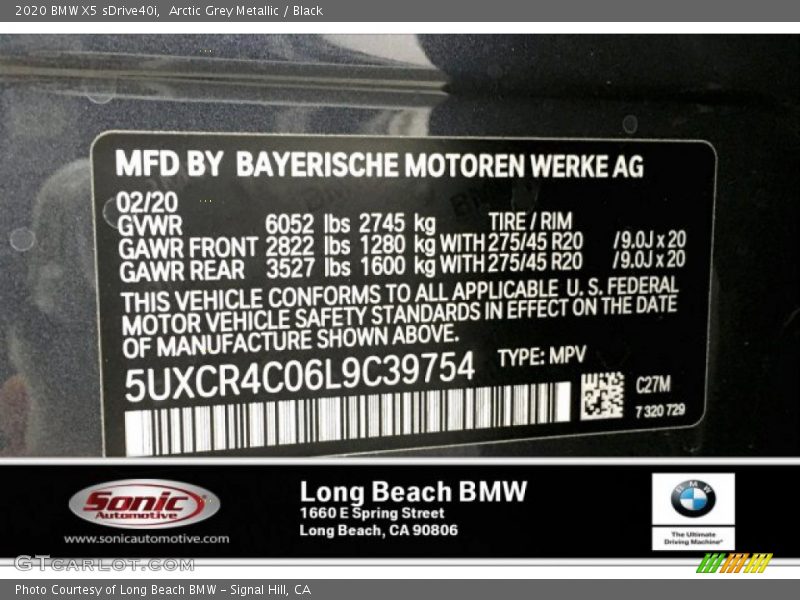 2020 BMW X5 sDrive40i,  Arctic Grey Metallic / Black
MFD BY BAYERISCHE MOTOREN WERKE AG
02/20
GVWR 6052 lbs 2745 kg TIRE / RIM
GAWR FRONT 2822 lbs 1280 kg WITH 275/45 R20 /9.0J x 20
GAWR REAR 3527 lbs 1600 kg WITH 275/45 R20 /9.0J x 20
THIS VEHICLE CONFORMS TO ALL APPLICABLE U. S. FEDERAL
MOTOR VEHICLE SAFETY STANDARDS IN EFFECT ON THE DATE
OF MANUFACTURE SHOWN ABOVE.
5UXCR4C06L9C39754 TYPE: MPV
C27M
7 320 729
Sonic
Automotive
www.sonicautomotive.com
Long Beach BMW
1660 E Spring Street
Long Beach, CA 90806
BMW
The Ultimate
Driving Machine®
GTCARLOT.COM
Photo Courtesy of Long Beach BMW – Signal Hill, CA